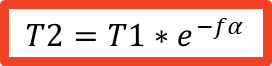 T2 = T1 * e^{-fα}